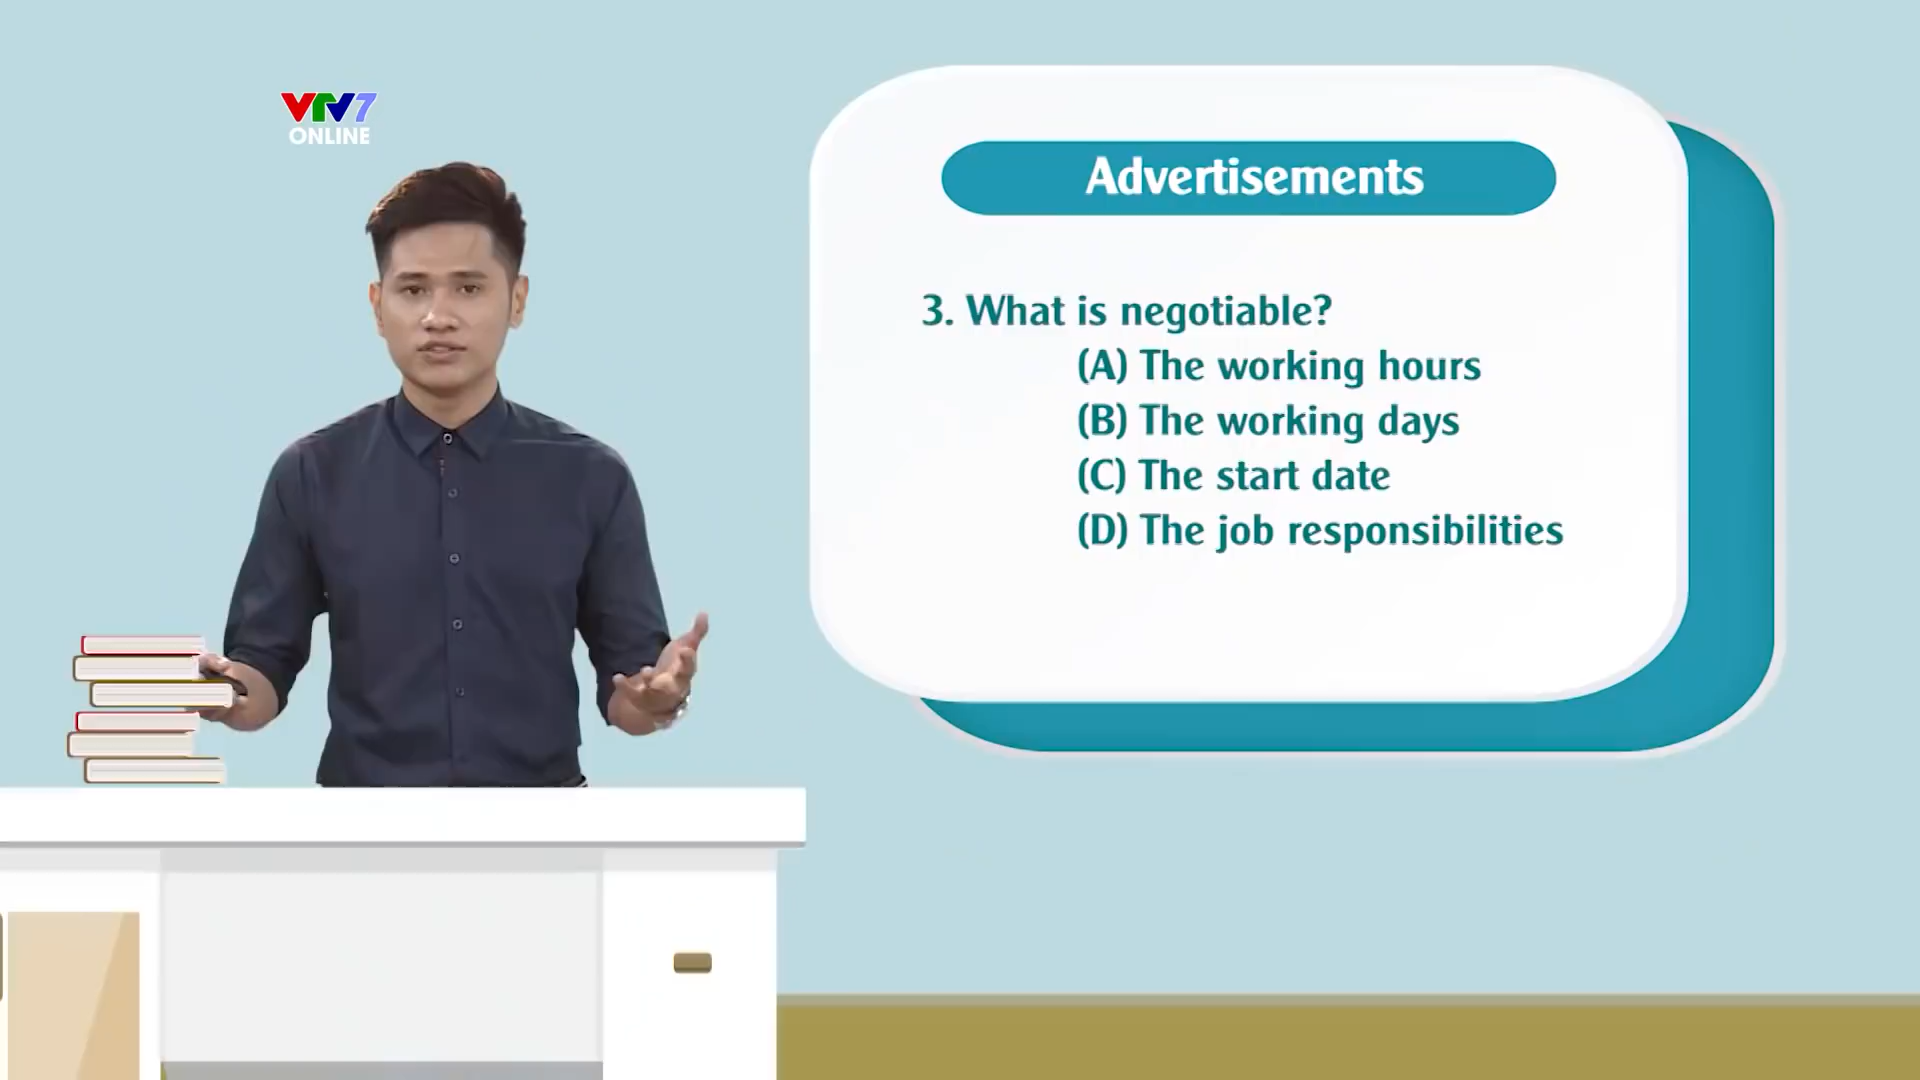 VTV7
ONLINE
Advertisements
3. What is negotiable?
(A) The working hours
(B) The working days
(C) The start date
(D) The job responsibilities